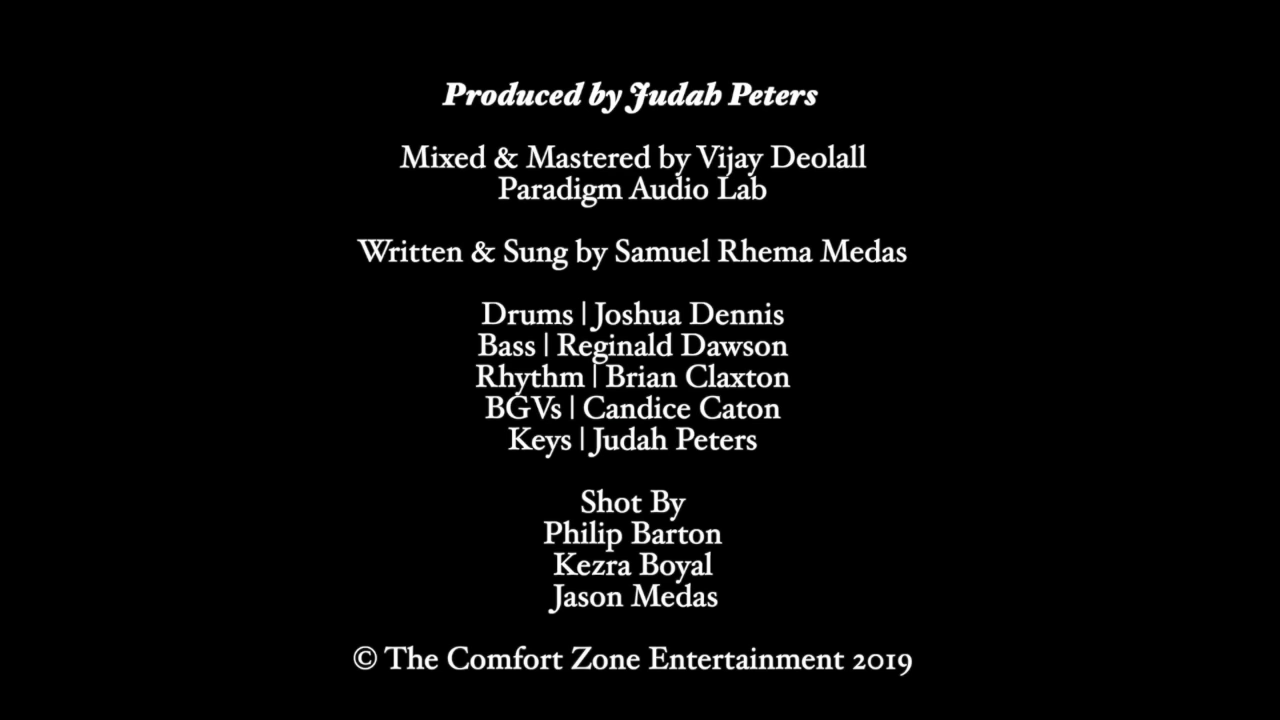 Produced by Judah Peters
Mixed & Mastered by Vijay Deolall
Paradigm Audio Lab
Written & Sung by Samuel Rhema Medas
Drums | Joshua Dennis
Bass | Reginald Dawson
Rhythm | Brian Claxton
BGVs | Candice Caton
Keys | Judah Peters
Shot By
Philip Barton
Kezra Boyal
Jason Medas
© The Comfort Zone Entertainment 2019